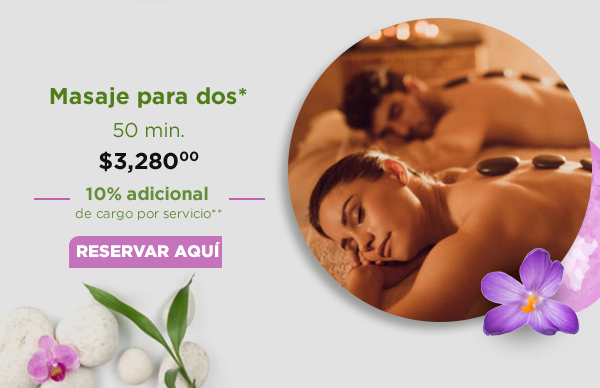 Masaje para dos*
50 min.
$3,280⁰⁰
10% adicional
de cargo por servicio**
RESERVAR AQUÍ